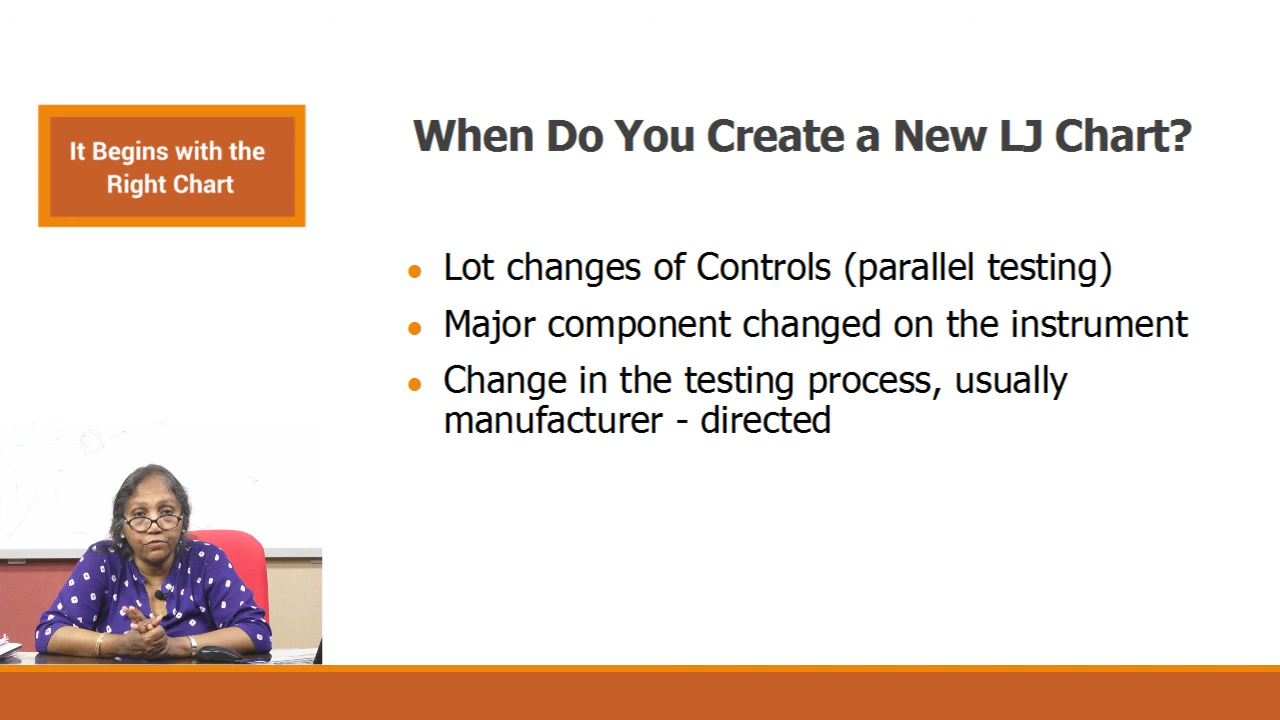 It Begins with the
Right Chart
When Do You Create a New LJ Chart?
• Lot changes of Controls (parallel testing)
• Major component changed on the instrument
• Change in the testing process, usually
manufacturer - directed